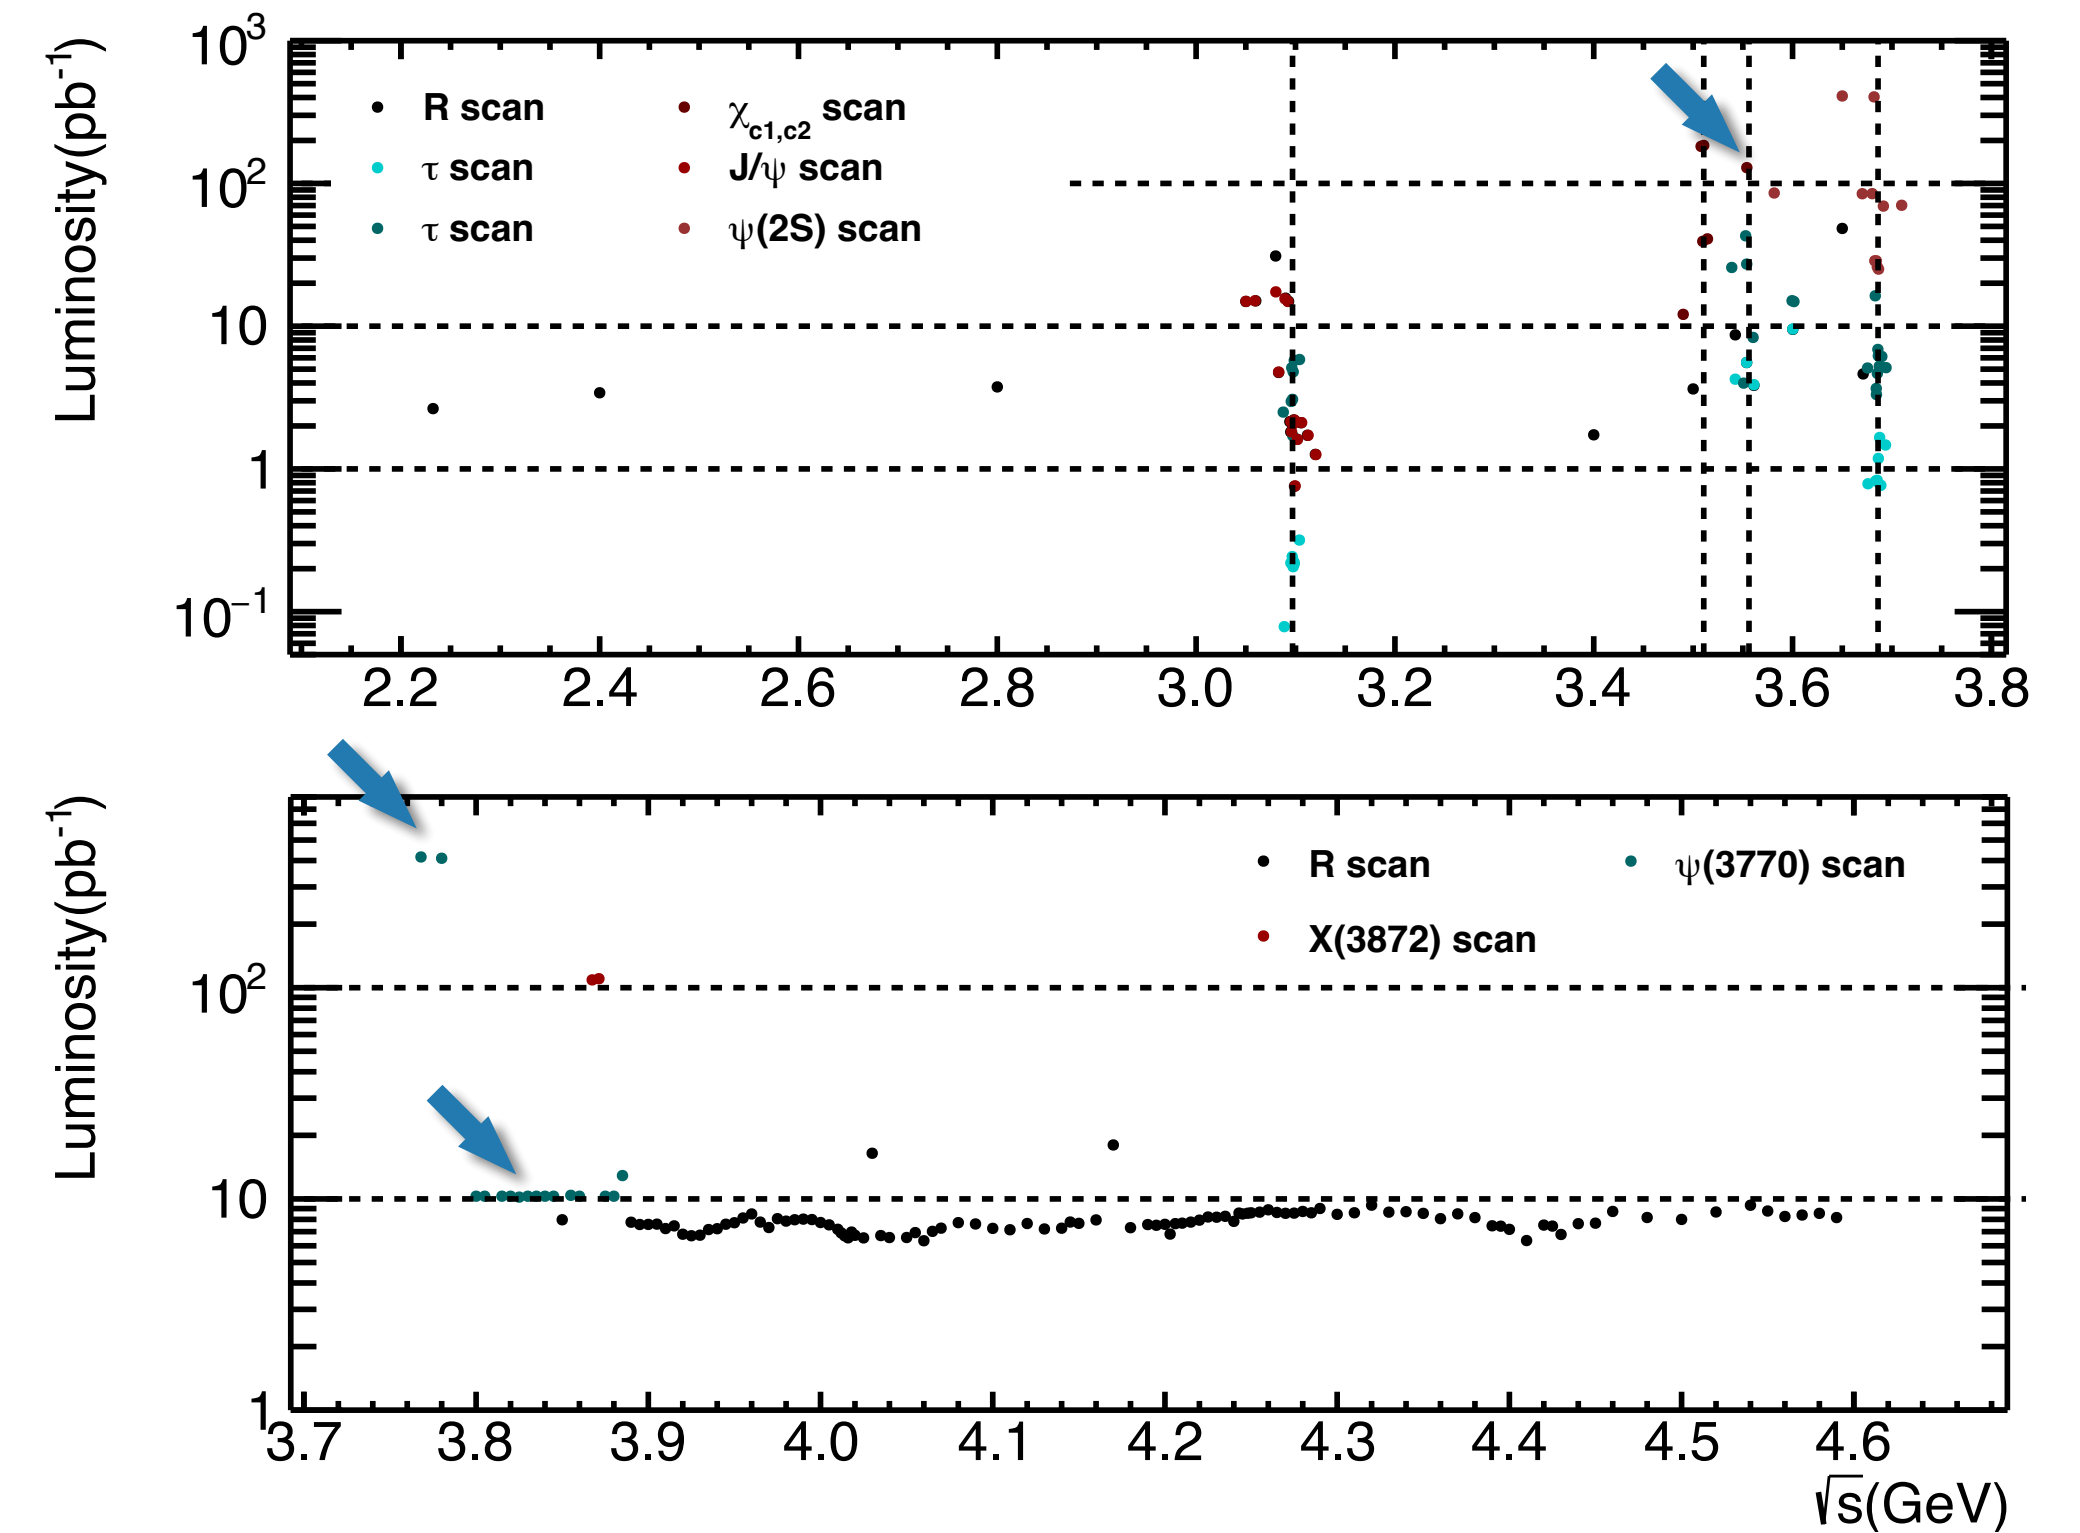 Luminosity(pb⁻¹)
10³
10²
10
1
10⁻¹
R scan
χc1,c2 scan
τ scan
J/ψ scan
τ scan
ψ(2S) scan
2.2 2.4 2.6 2.8 3.0 3.2 3.4 3.6 3.8
Luminosity(pb⁻¹)
10²
10
1
R scan
ψ(3770) scan
X(3872) scan
3.7 3.8 3.9 4.0 4.1 4.2 4.3 4.4 4.5 4.6
√s(GeV)